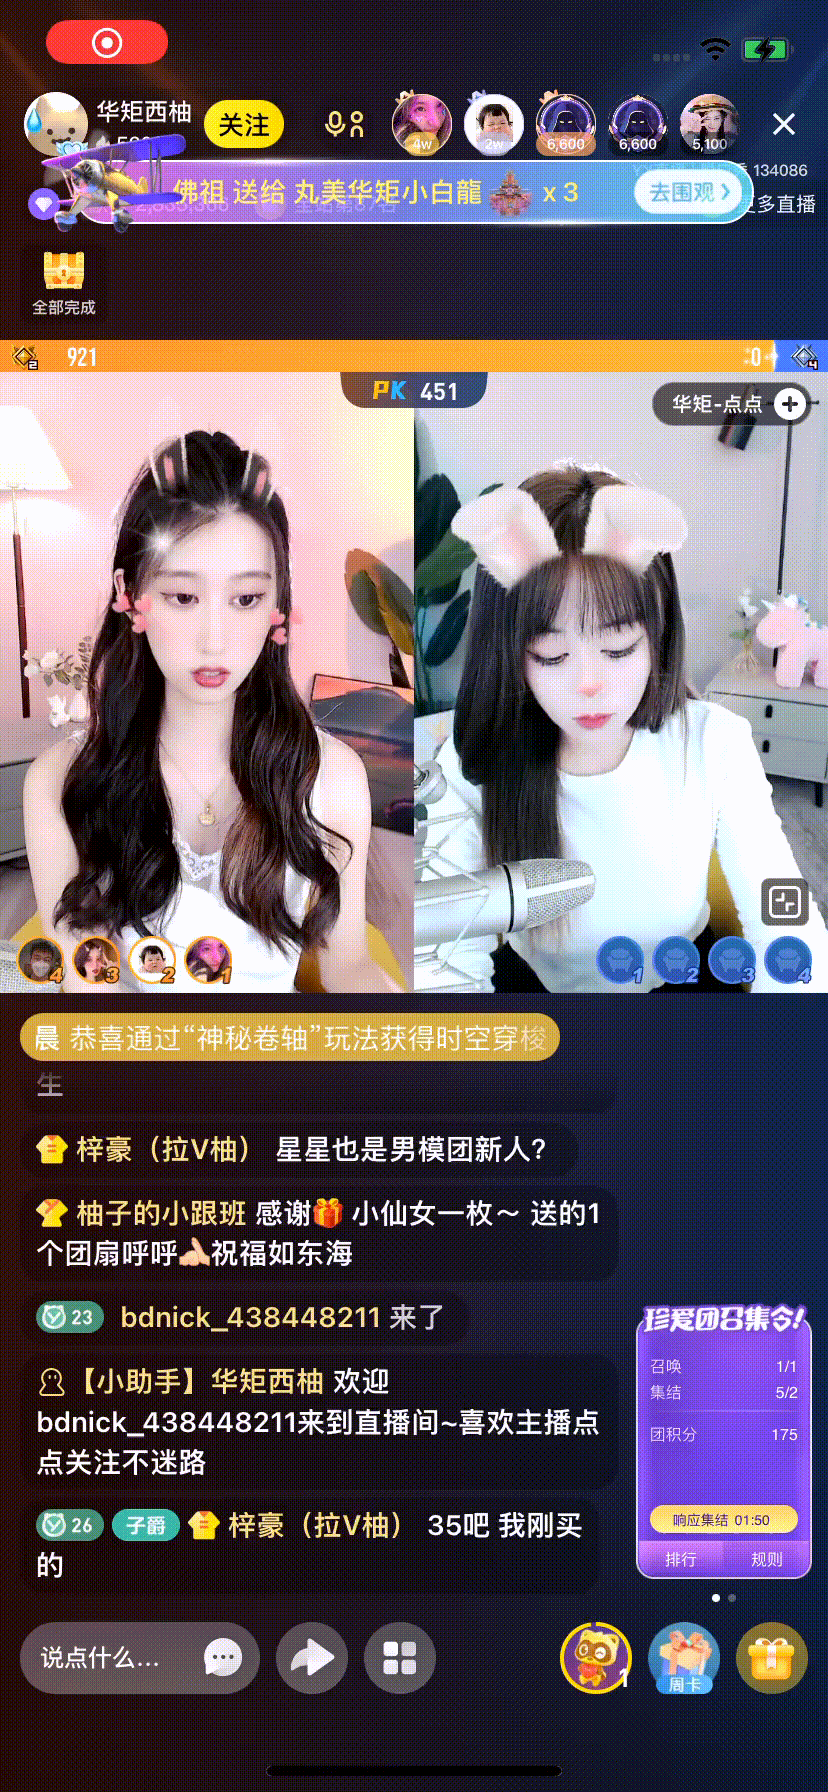 华矩西柚
关注
4w
2w
6,600
6,600
5,100
134086
佛祖 送给 丸美华矩小白龍 x 3
去围观
更多直播
全部完成
921
0
2
4
PK 451
华矩-点点
4
3
2
1
1
2
3
4
晨 恭喜通过“神秘卷轴”玩法获得时空穿梭
生
梓豪（拉V柚） 星星也是男模团新人?
柚子的小跟班 感谢🎁 小仙女一枚～ 送的1
个团扇呼呼🙏祝福如东海
23 bdnick_438448211 来了
【小助手】华矩西柚 欢迎
bdnick_438448211来到直播间~喜欢主播点
点关注不迷路
26 子爵 梓豪（拉V柚） 35吧 我刚买
的
珍爱团召集令!
召唤 1/1
集结 5/2
团积分 175
响应集结 01:50
排行 规则
说点什么...
1
周卡